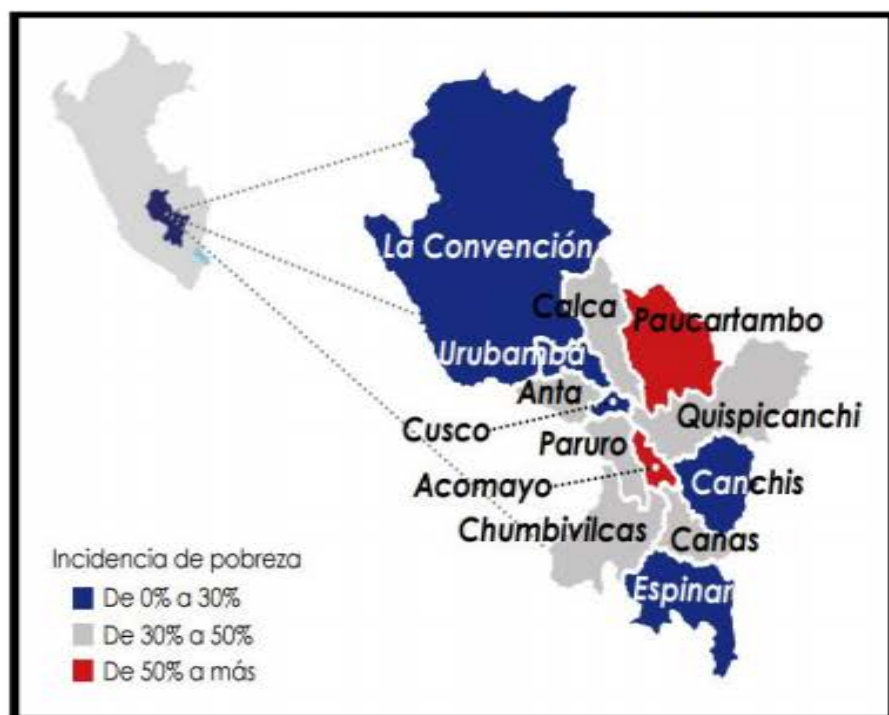 La Convención
Calca
Paucartambo
Urubamba
Anta
Quispicanchi
Cusco
Paruro
Acomayo
Canchis
Chumbivilcas
Canas
Espinar
Incidencia de pobreza
De 0% a 30%
De 30% a 50%
De 50% a más